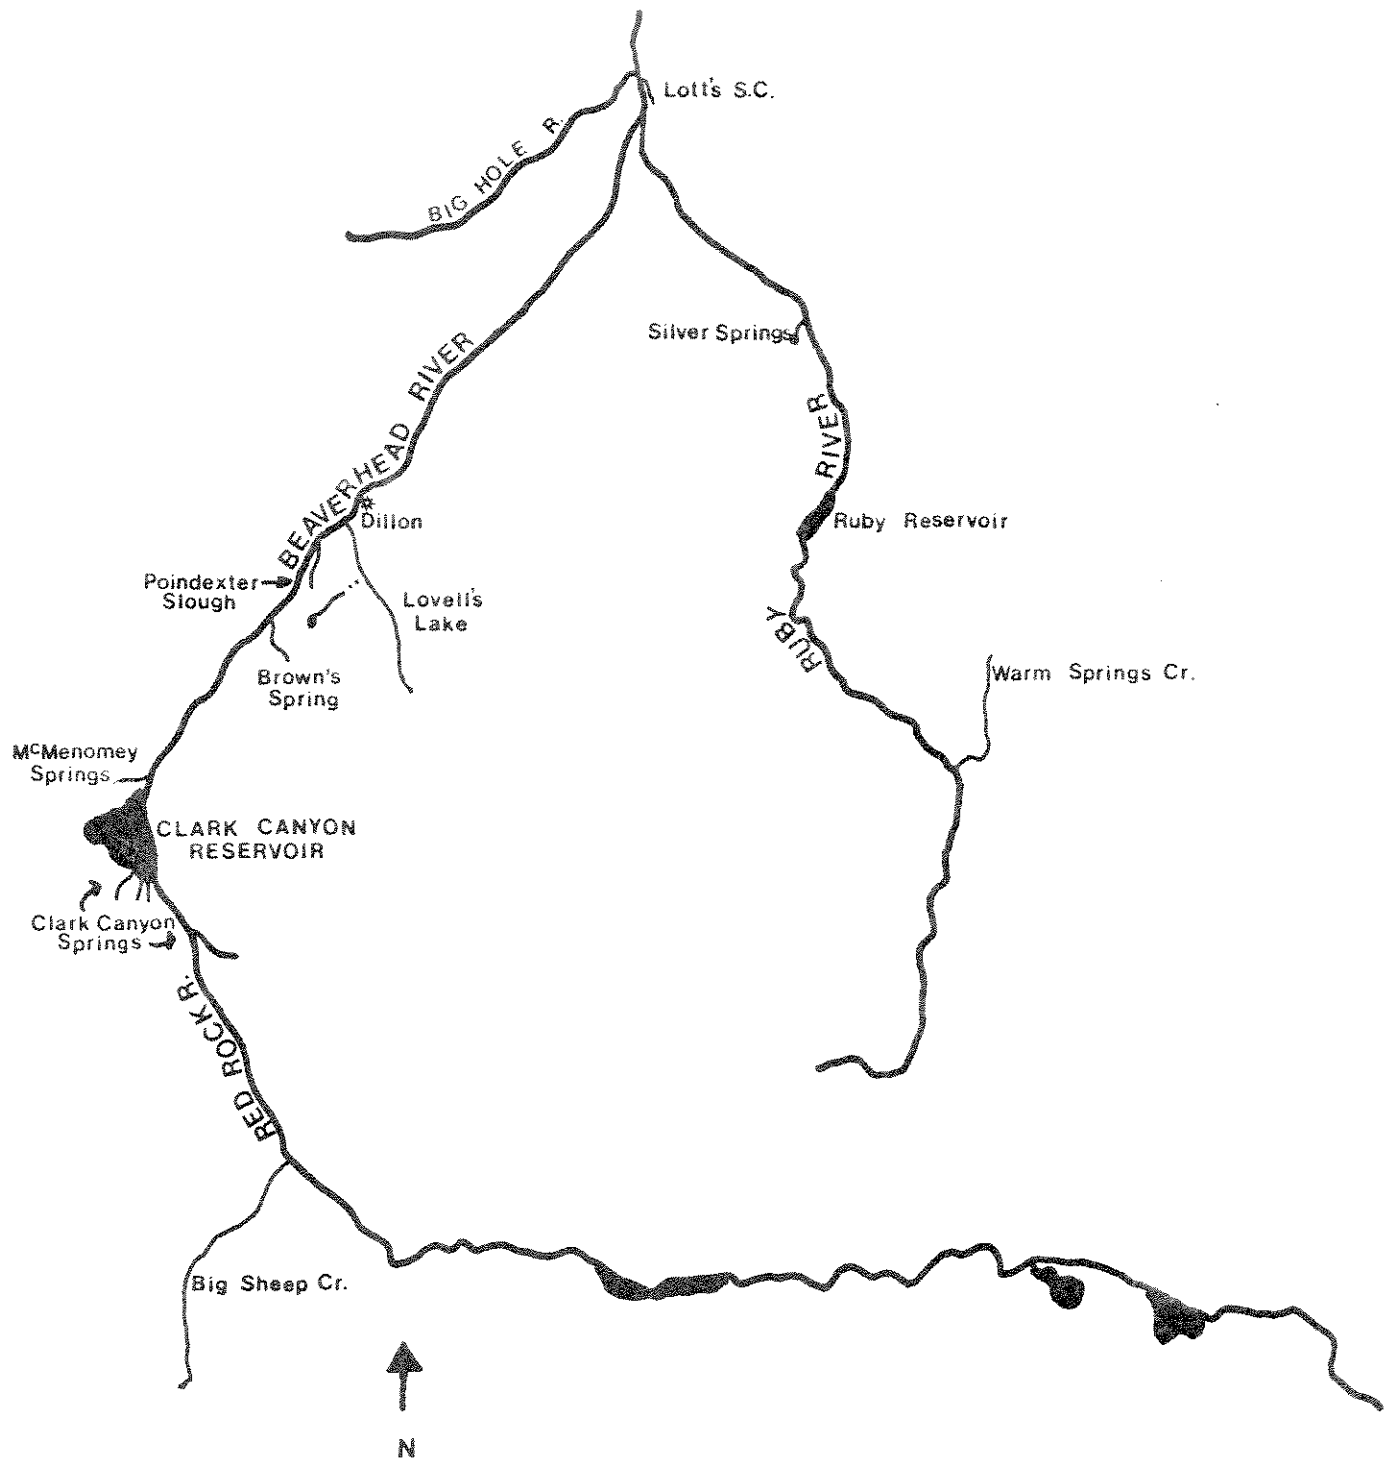 Lott's S.C.
BIG HOLE R.
Silver Springs
BEAVERHEAD RIVER
RUBY RIVER
Dillon
Ruby Reservoir
Poindexter
Slough
Lovell's
Lake
Brown's
Spring
Warm Springs Cr.
McMenomey
Springs
CLARK CANYON
RESERVOIR
Clark Canyon
Springs
RED ROCK R.
Big Sheep Cr.
N